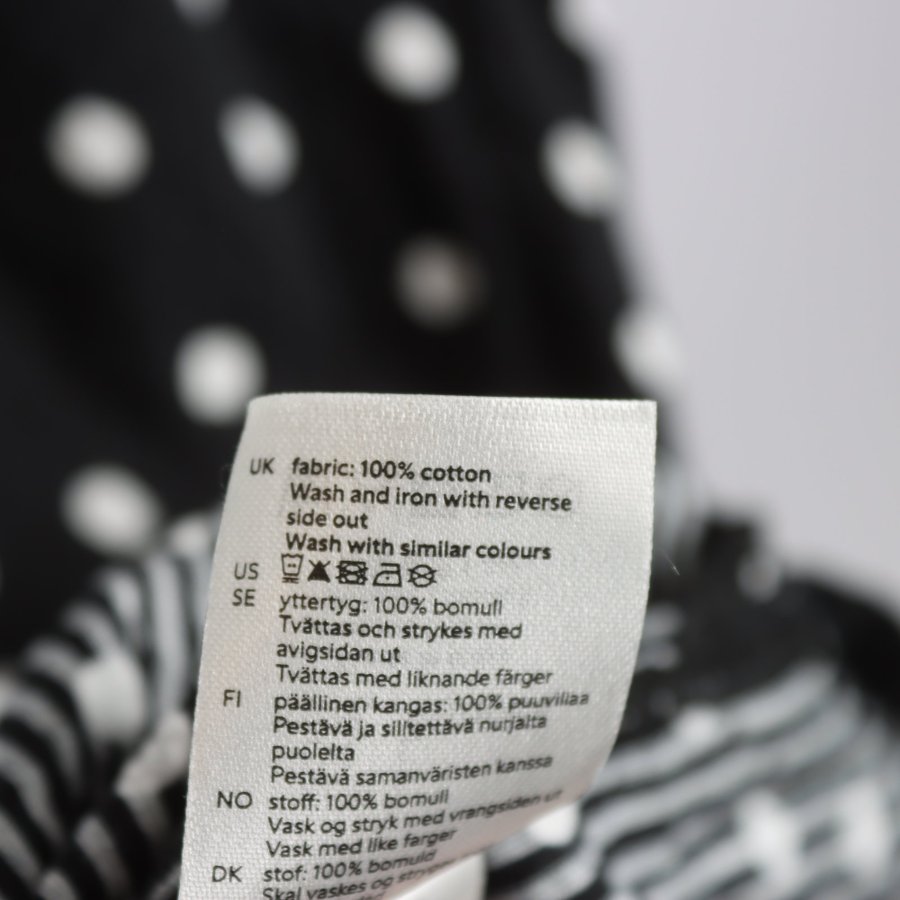 UK fabric: 100% cotton
Wash and iron with reverse
side out
Wash with similar colours
US
SE yttertyg: 100% bomull
Tvättas och strykes med
avigsidan ut
Tvättas med liknande färger
FI päällinen kangas: 100% puuvillaa
Pestävä ja silitettävä nurjalta
puolelta
Pestävä samanväristen kanssa
NO stoff: 100% bomull
Vask og stryk med vrangsiden ut
Vask med like farger
DK stof: 100% bomuld
Skal vaskes og